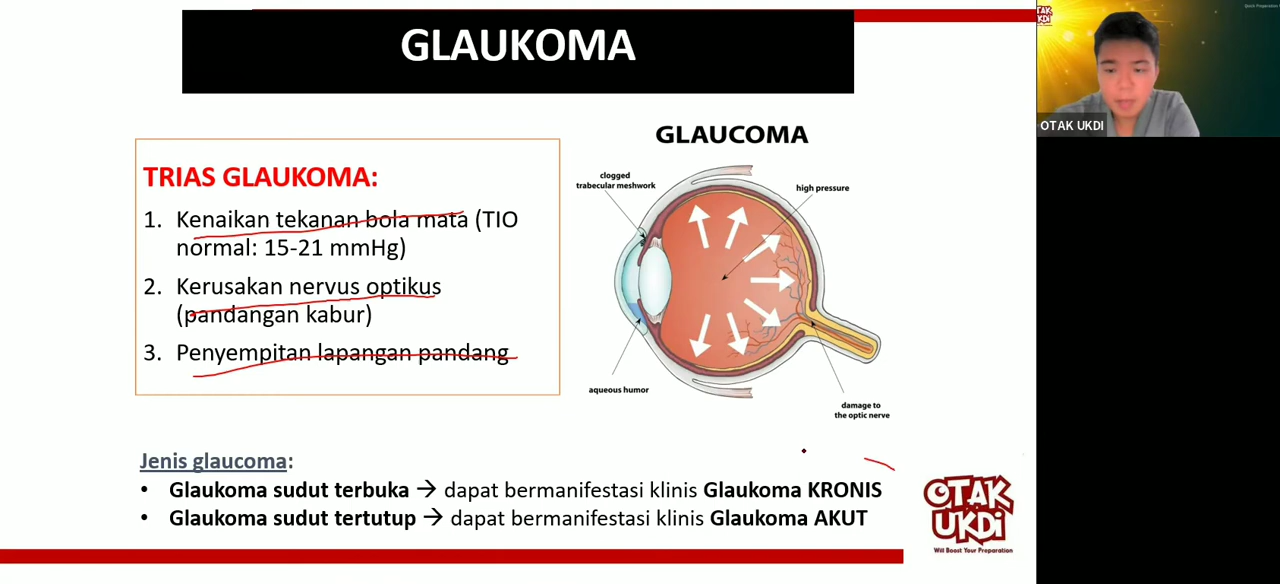 GLAUKOMA
TRIAS GLAUKOMA:
1. Kenaikan tekanan bola mata (TIO
normal: 15-21 mmHg)
2. Kerusakan nervus optikus
(pandangan kabur)
3. Penyempitan lapangan pandang
GLAUCOMA
clogged
trabecular meshwork
high pressure
aqueous humor
damage to
the optic nerve
Jenis glaucoma:
• Glaukoma sudut terbuka → dapat bermanifestasi klinis Glaukoma KRONIS
• Glaukoma sudut tertutup → dapat bermanifestasi klinis Glaukoma AKUT
OTAK
UKDi
Will Boost Your Preparation
TAK
UKDI
OTAK UKDI